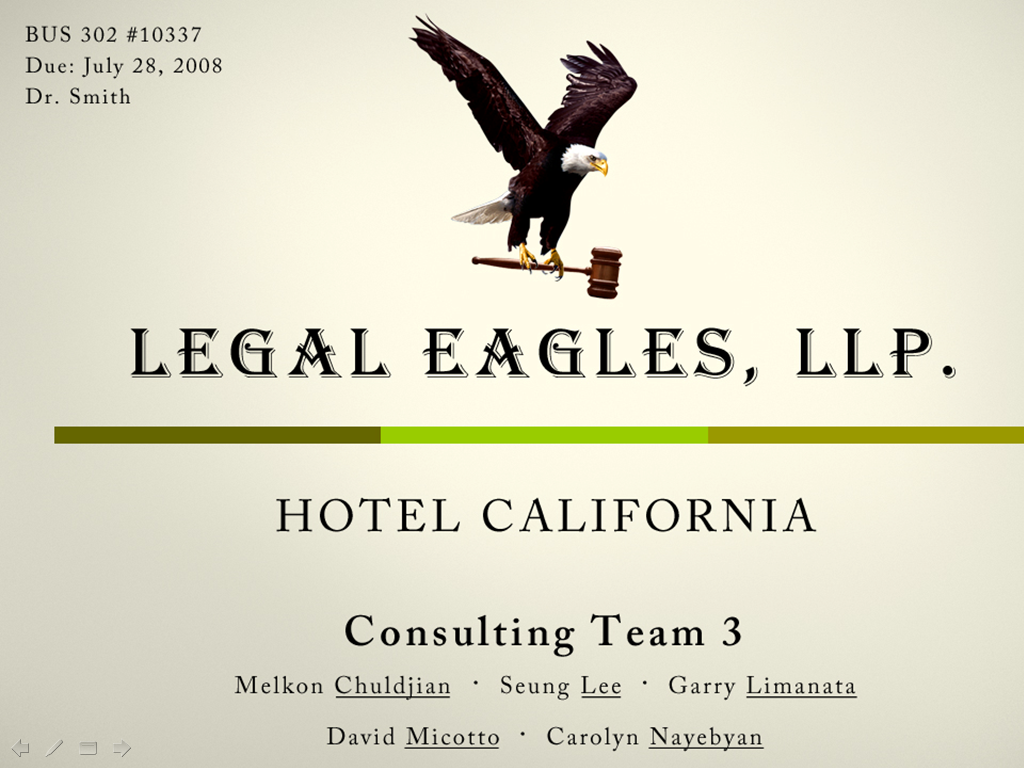 BUS 302 #10337
Due: July 28, 2008
Dr. Smith
LEGAL EAGLES, LLP.
HOTEL CALIFORNIA
Consulting Team 3
Melkon Chuldjian · Seung Lee · Garry Limanata
David Micotto · Carolyn Nayebyan